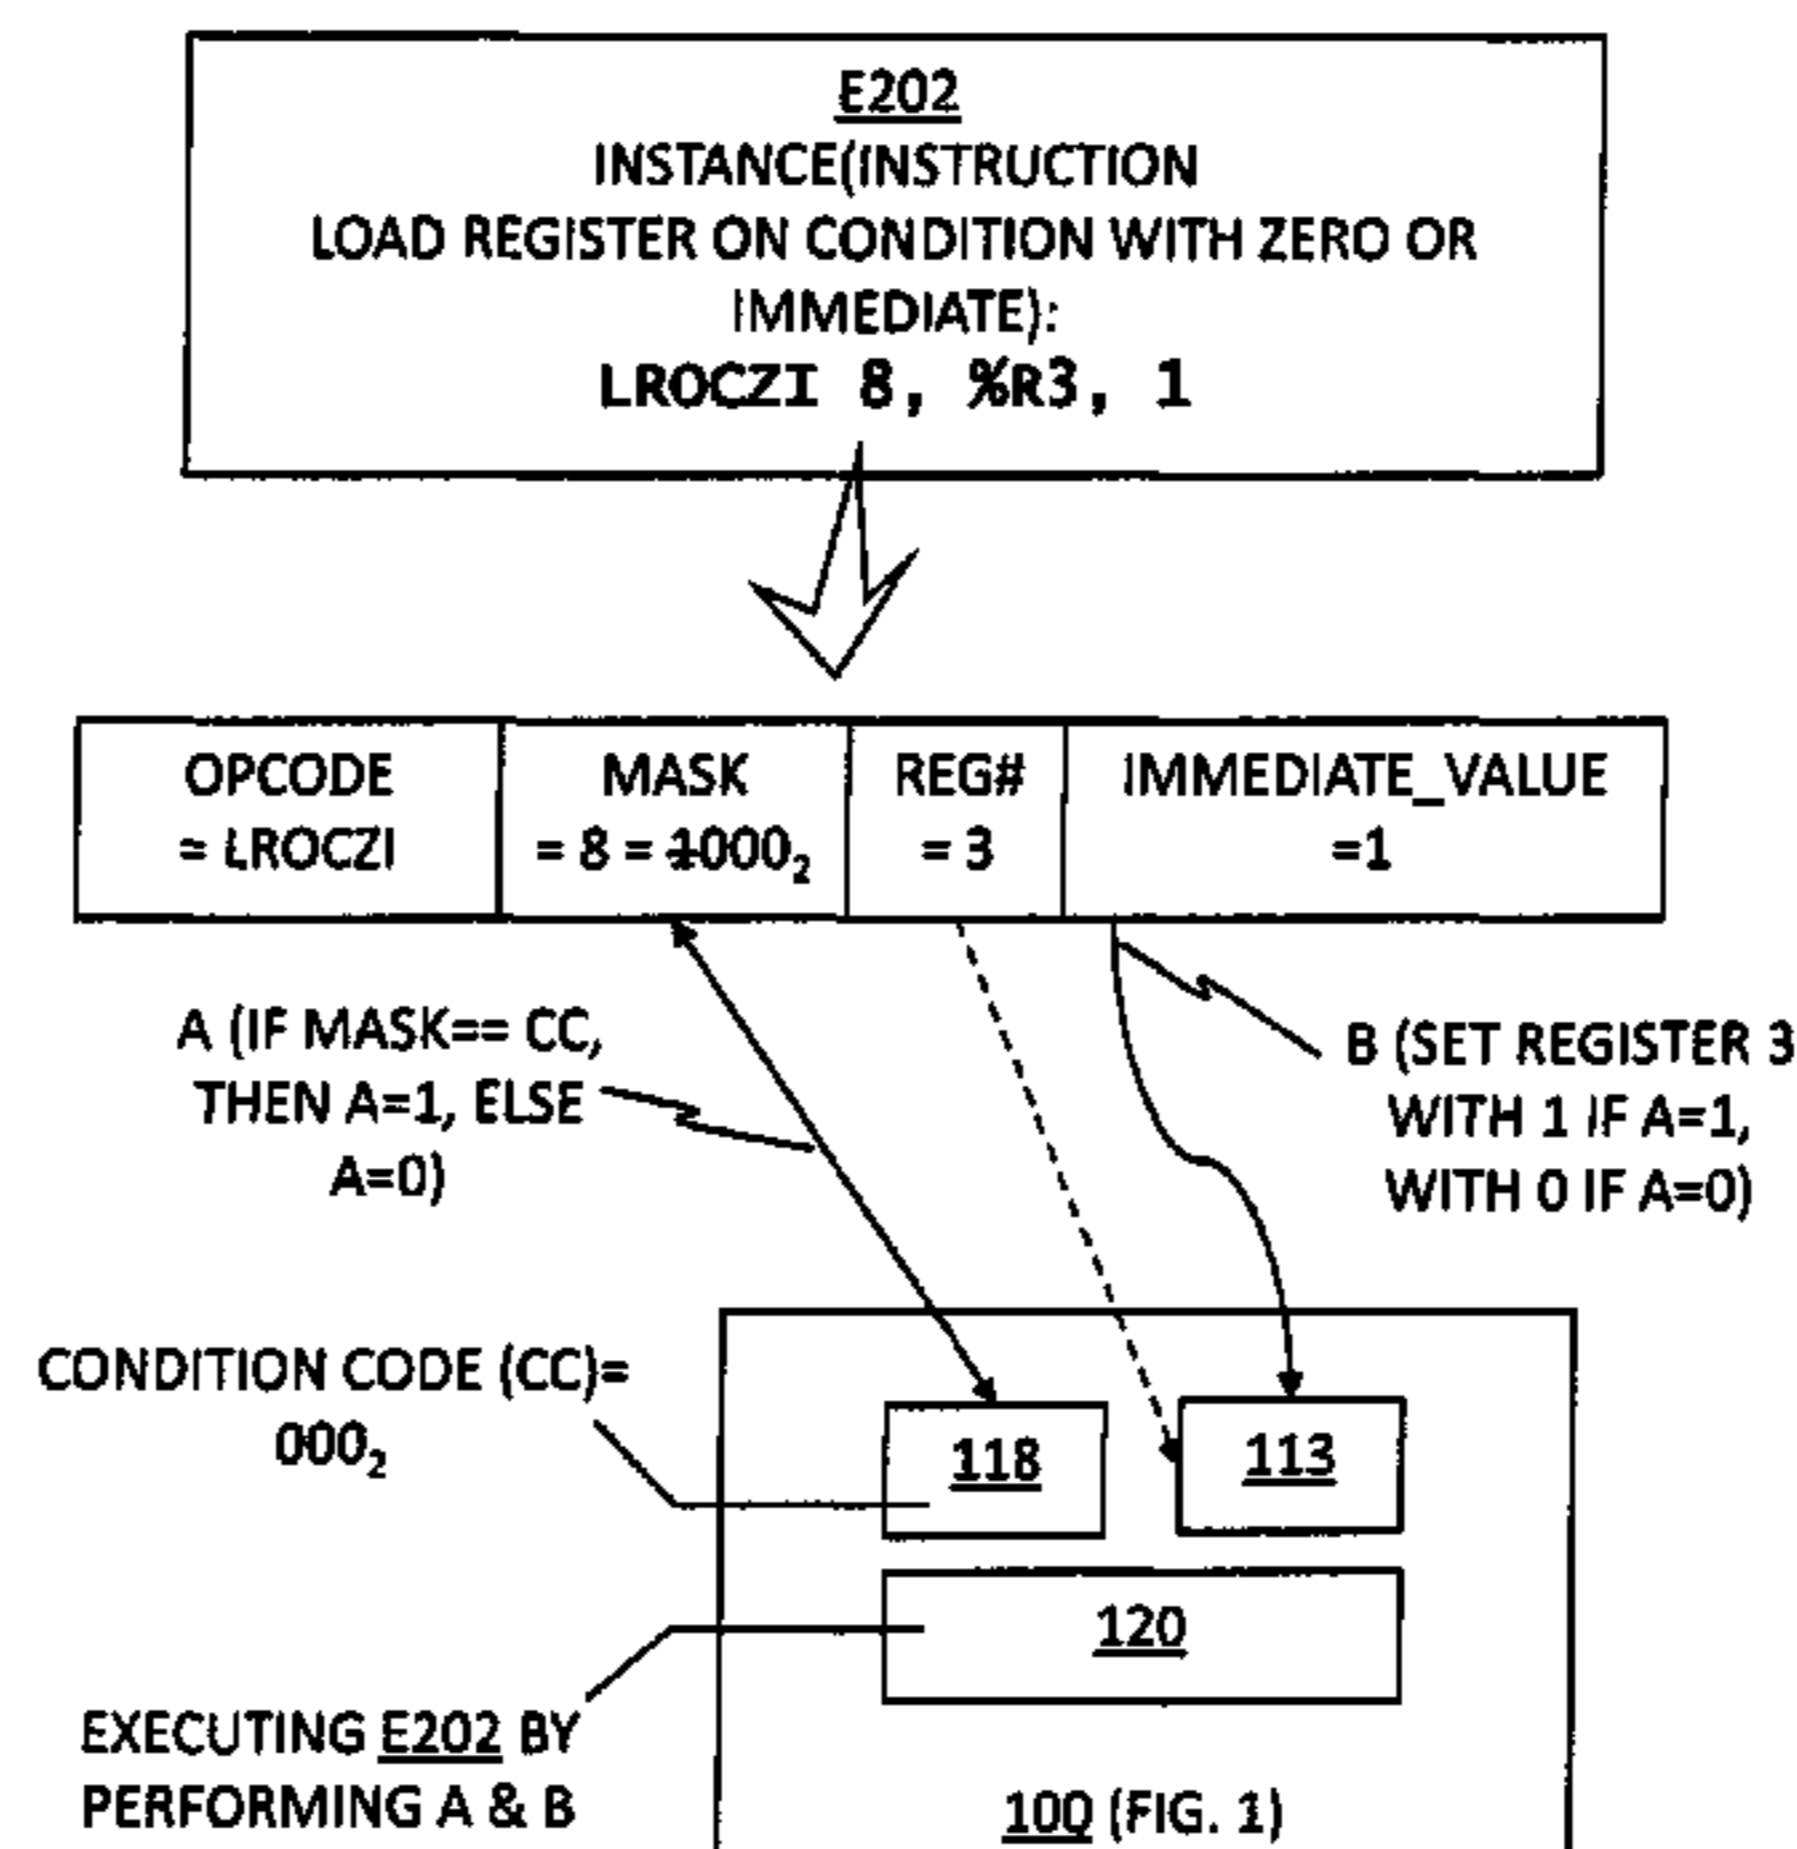 E202
INSTANCE(INSTRUCTION
LOAD REGISTER ON CONDITION WITH ZERO OR
IMMEDIATE):
LROCZI 8, %R3, 1
OPCODE
= LROCZI
MASK
= 8 = 1000₂
REG#
= 3
IMMEDIATE_VALUE
=1
A (IF MASK== CC,
THEN A=1, ELSE
A=0)
B (SET REGISTER 3
WITH 1 IF A=1,
WITH 0 IF A=0)
CONDITION CODE (CC)=
000₂
118
113
120
EXECUTING E202 BY
PERFORMING A & B
100 (FIG. 1)